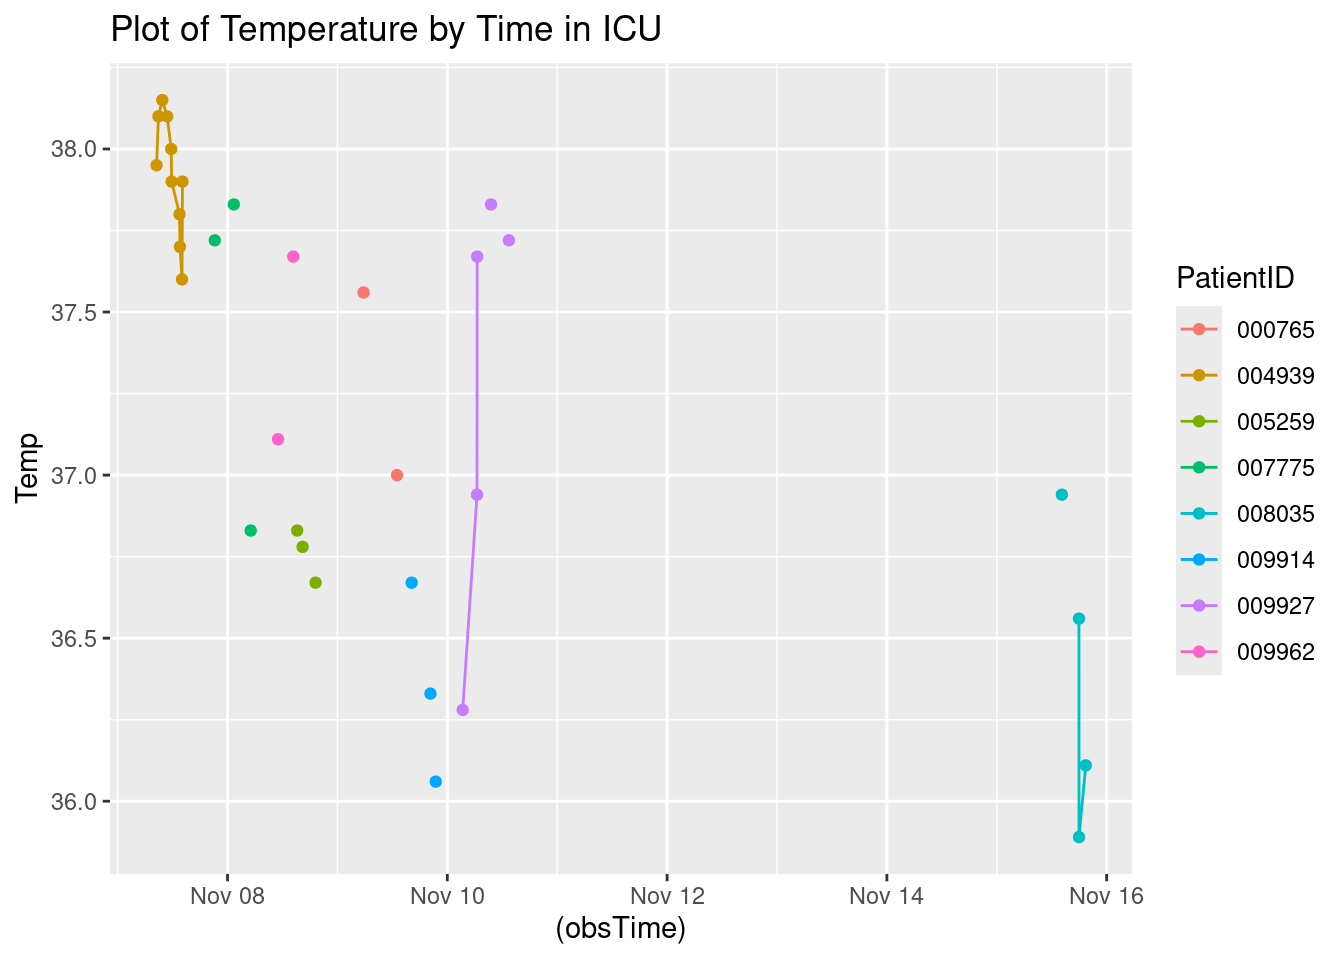 Plot of Temperature by Time in ICU
38.0
37.5
37.0
36.5
36.0
Temp
Nov 08
Nov 10
Nov 12
Nov 14
Nov 16
(obsTime)
PatientID
000765
004939
005259
007775
008035
009914
009927
009962